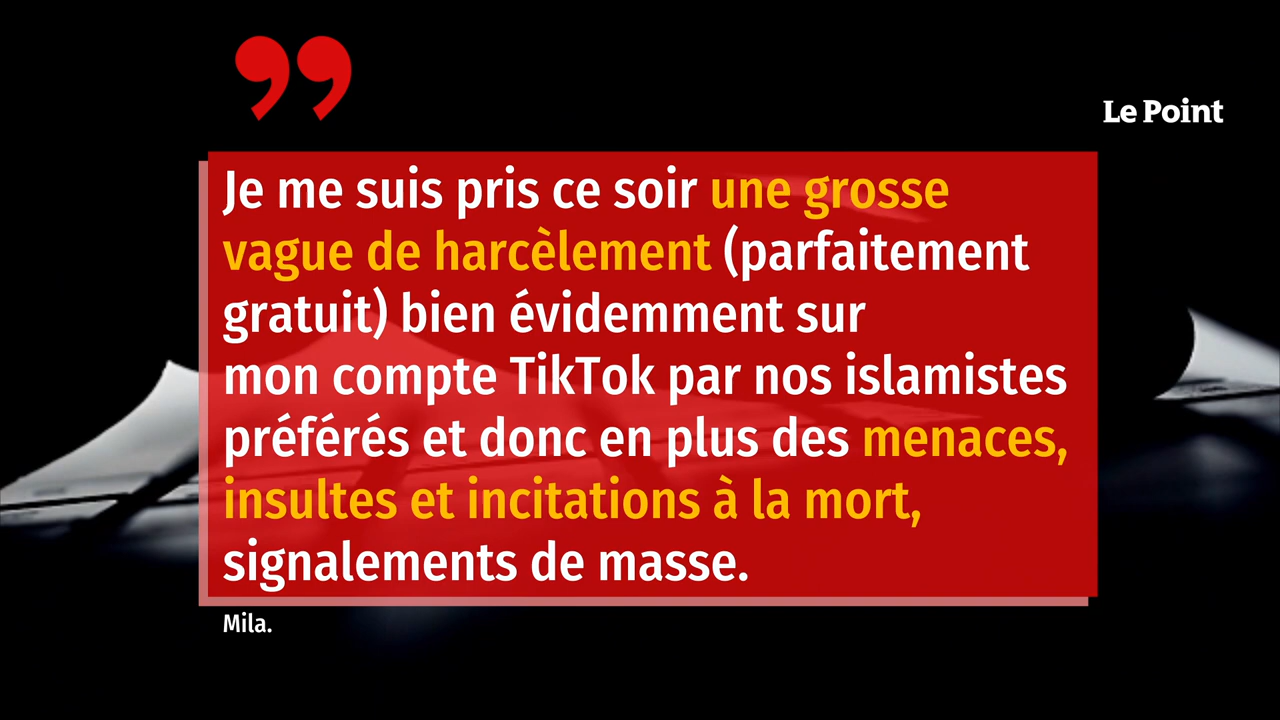 ”
Le Point
Je me suis pris ce soir une grosse
vague de harcèlement (parfaitement
gratuit) bien évidemment sur
mon compte TikTok par nos islamistes
préférés et donc en plus des menaces,
insultes et incitations à la mort,
signalements de masse.
Mila.